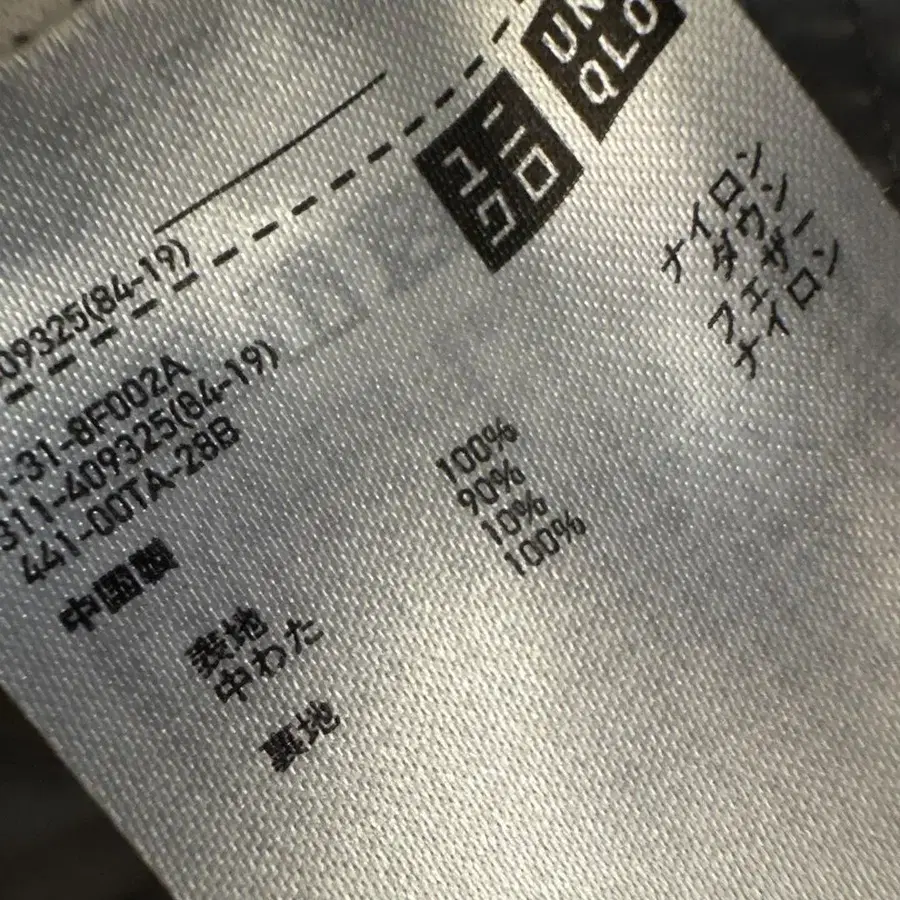 UN
QLO
ユニ
クロ
09325(84-19)
-31-8F002A
311-409325(84-19)
441-00TA-28B
中国製
表地 100% ナイロン
中わた 90% ダウン
10% フェザー
裏地 100% ナイロン